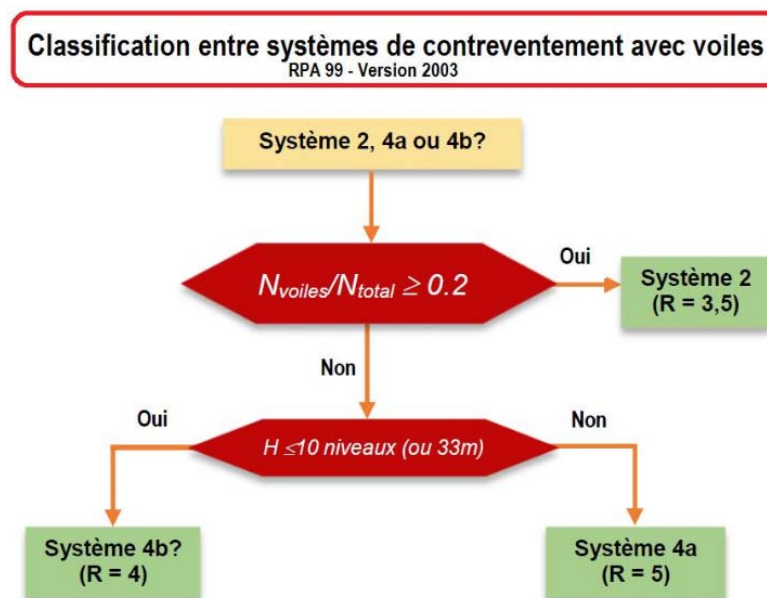 Classification entre systèmes de contreventement avec voiles
RPA 99 - Version 2003
Système 2, 4a ou 4b?
Nvoiles/Ntotal ≥ 0.2
Oui
Système 2
(R = 3,5)
Non
Oui
H ≤10 niveaux (ou 33m)
Non
Système 4b?
(R = 4)
Système 4a
(R = 5)